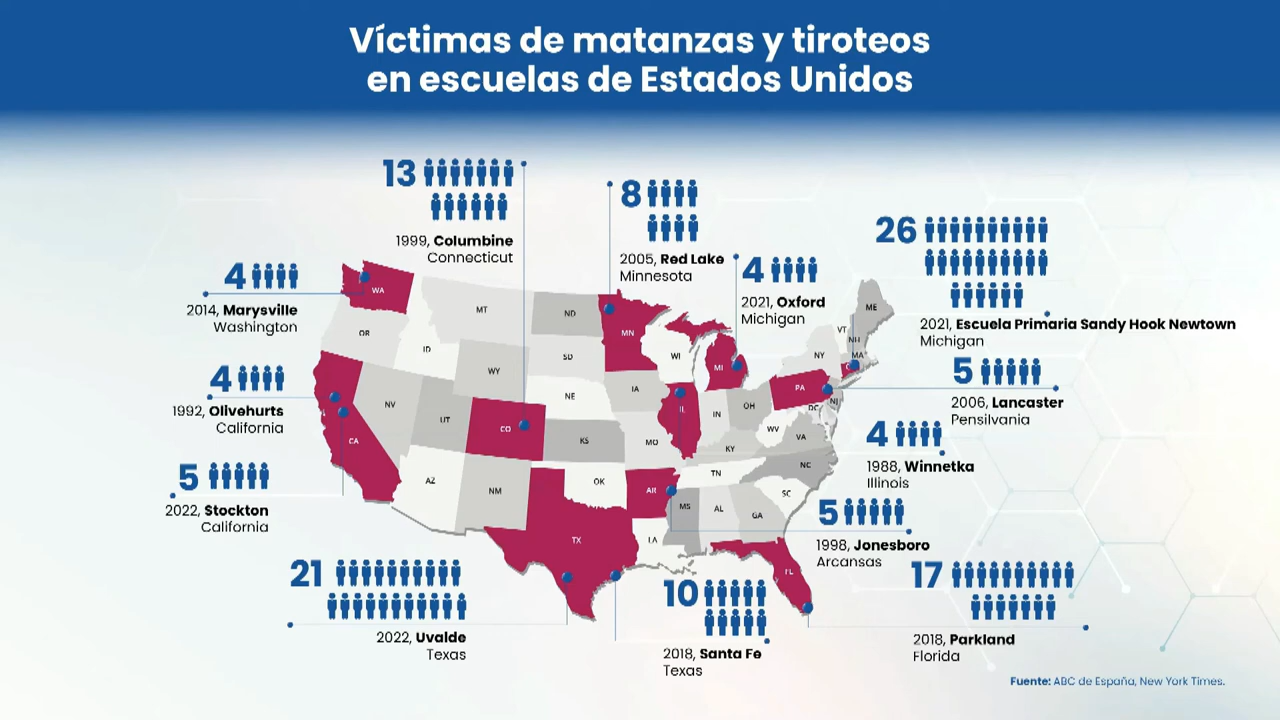 Víctimas de matanzas y tiroteos
en escuelas de Estados Unidos
13
1999, Columbine
Connecticut
8
2005, Red Lake
Minnesota
4
2021, Oxford
Michigan
26
2021, Escuela Primaria Sandy Hook Newtown
Michigan
4
2014, Marysville
Washington
4
1992, Olivehurts
California
5
2022, Stockton
California
5
2006, Lancaster
Pensilvania
4
1988, Winnetka
Illinois
5
1998, Jonesboro
Arcansas
21
2022, Uvalde
Texas
10
2018, Santa Fe
Texas
17
2018, Parkland
Florida
WA
MT
ND
MN
ME
OR
ID
SD
WI
VT
NH
WY
MI
NY
MA
NV
UT
CO
NE
IA
IL
IN
OH
PA
NJ
DC
CA
KS
MO
KY
WV
VA
AZ
NM
OK
AR
TN
NC
SC
TX
LA
MS
AL
GA
FL
Fuente: ABC de España, New York Times.